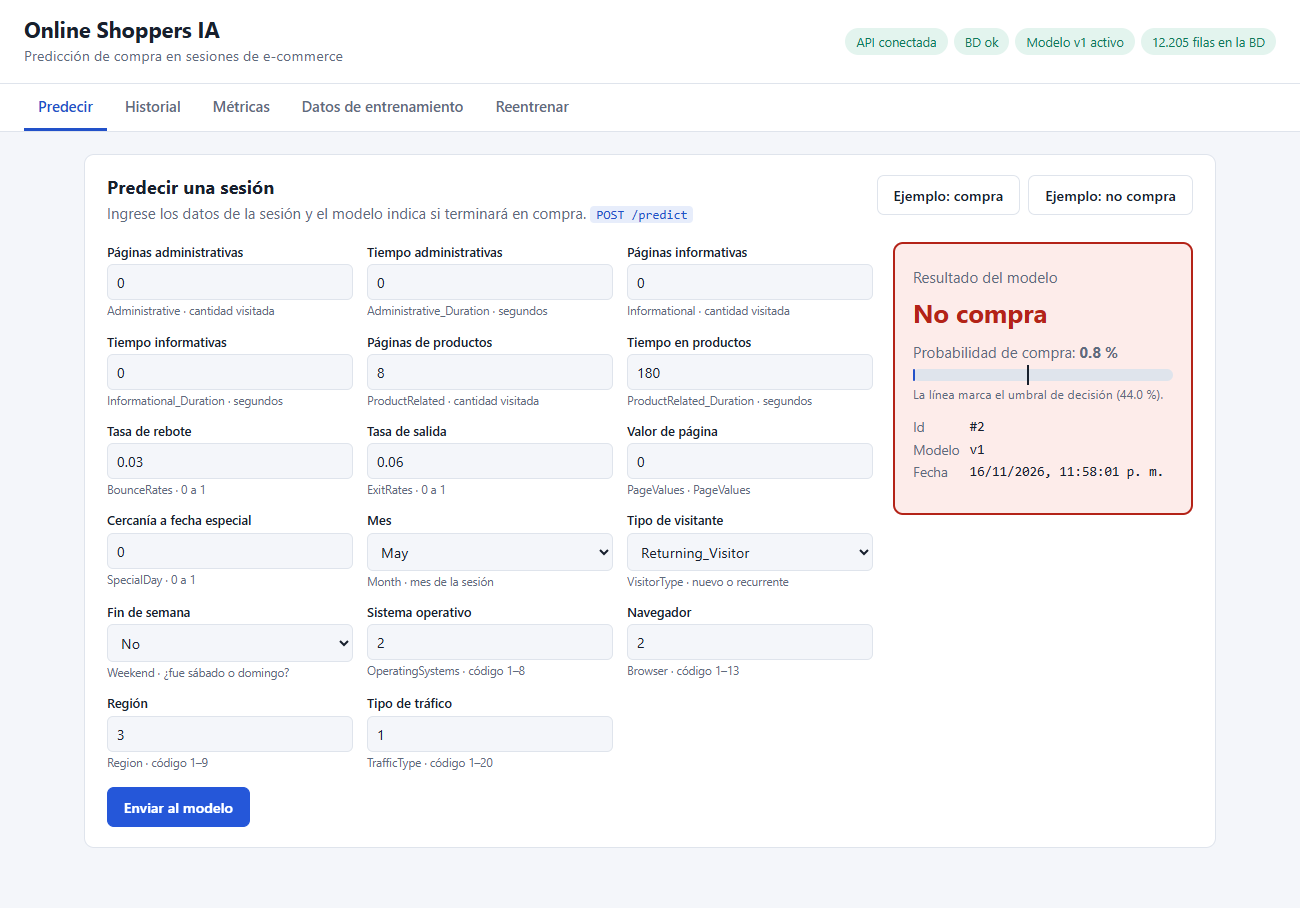 Online Shoppers IA
Predicción de compra en sesiones de e-commerce
API conectada
BD ok
Modelo v1 activo
12.205 filas en la BD
Predecir
Historial
Métricas
Datos de entrenamiento
Reentrenar
Predecir una sesión
Ingrese los datos de la sesión y el modelo indica si terminará en compra. POST /predict
Ejemplo: compra
Ejemplo: no compra
Páginas administrativas
0
Administrative · cantidad visitada
Tiempo administrativas
0
Administrative_Duration · segundos
Páginas informativas
0
Informational · cantidad visitada
Tiempo informativas
0
Informational_Duration · segundos
Páginas de productos
8
ProductRelated · cantidad visitada
Tiempo en productos
180
ProductRelated_Duration · segundos
Tasa de rebote
0.03
BounceRates · 0 a 1
Tasa de salida
0.06
ExitRates · 0 a 1
Valor de página
0
PageValues · PageValues
Cercanía a fecha especial
0
SpecialDay · 0 a 1
Mes
May
Month · mes de la sesión
Tipo de visitante
Returning_Visitor
VisitorType · nuevo o recurrente
Fin de semana
No
Weekend · ¿fue sábado o domingo?
Sistema operativo
2
OperatingSystems · código 1–8
Navegador
2
Browser · código 1–13
Región
3
Region · código 1–9
Tipo de tráfico
1
TrafficType · código 1–20
Enviar al modelo
Resultado del modelo
No compra
Probabilidad de compra: 0.8 %
La línea marca el umbral de decisión (44.0 %).
Id #2
Modelo v1
Fecha 16/11/2026, 11:58:01 p. m.